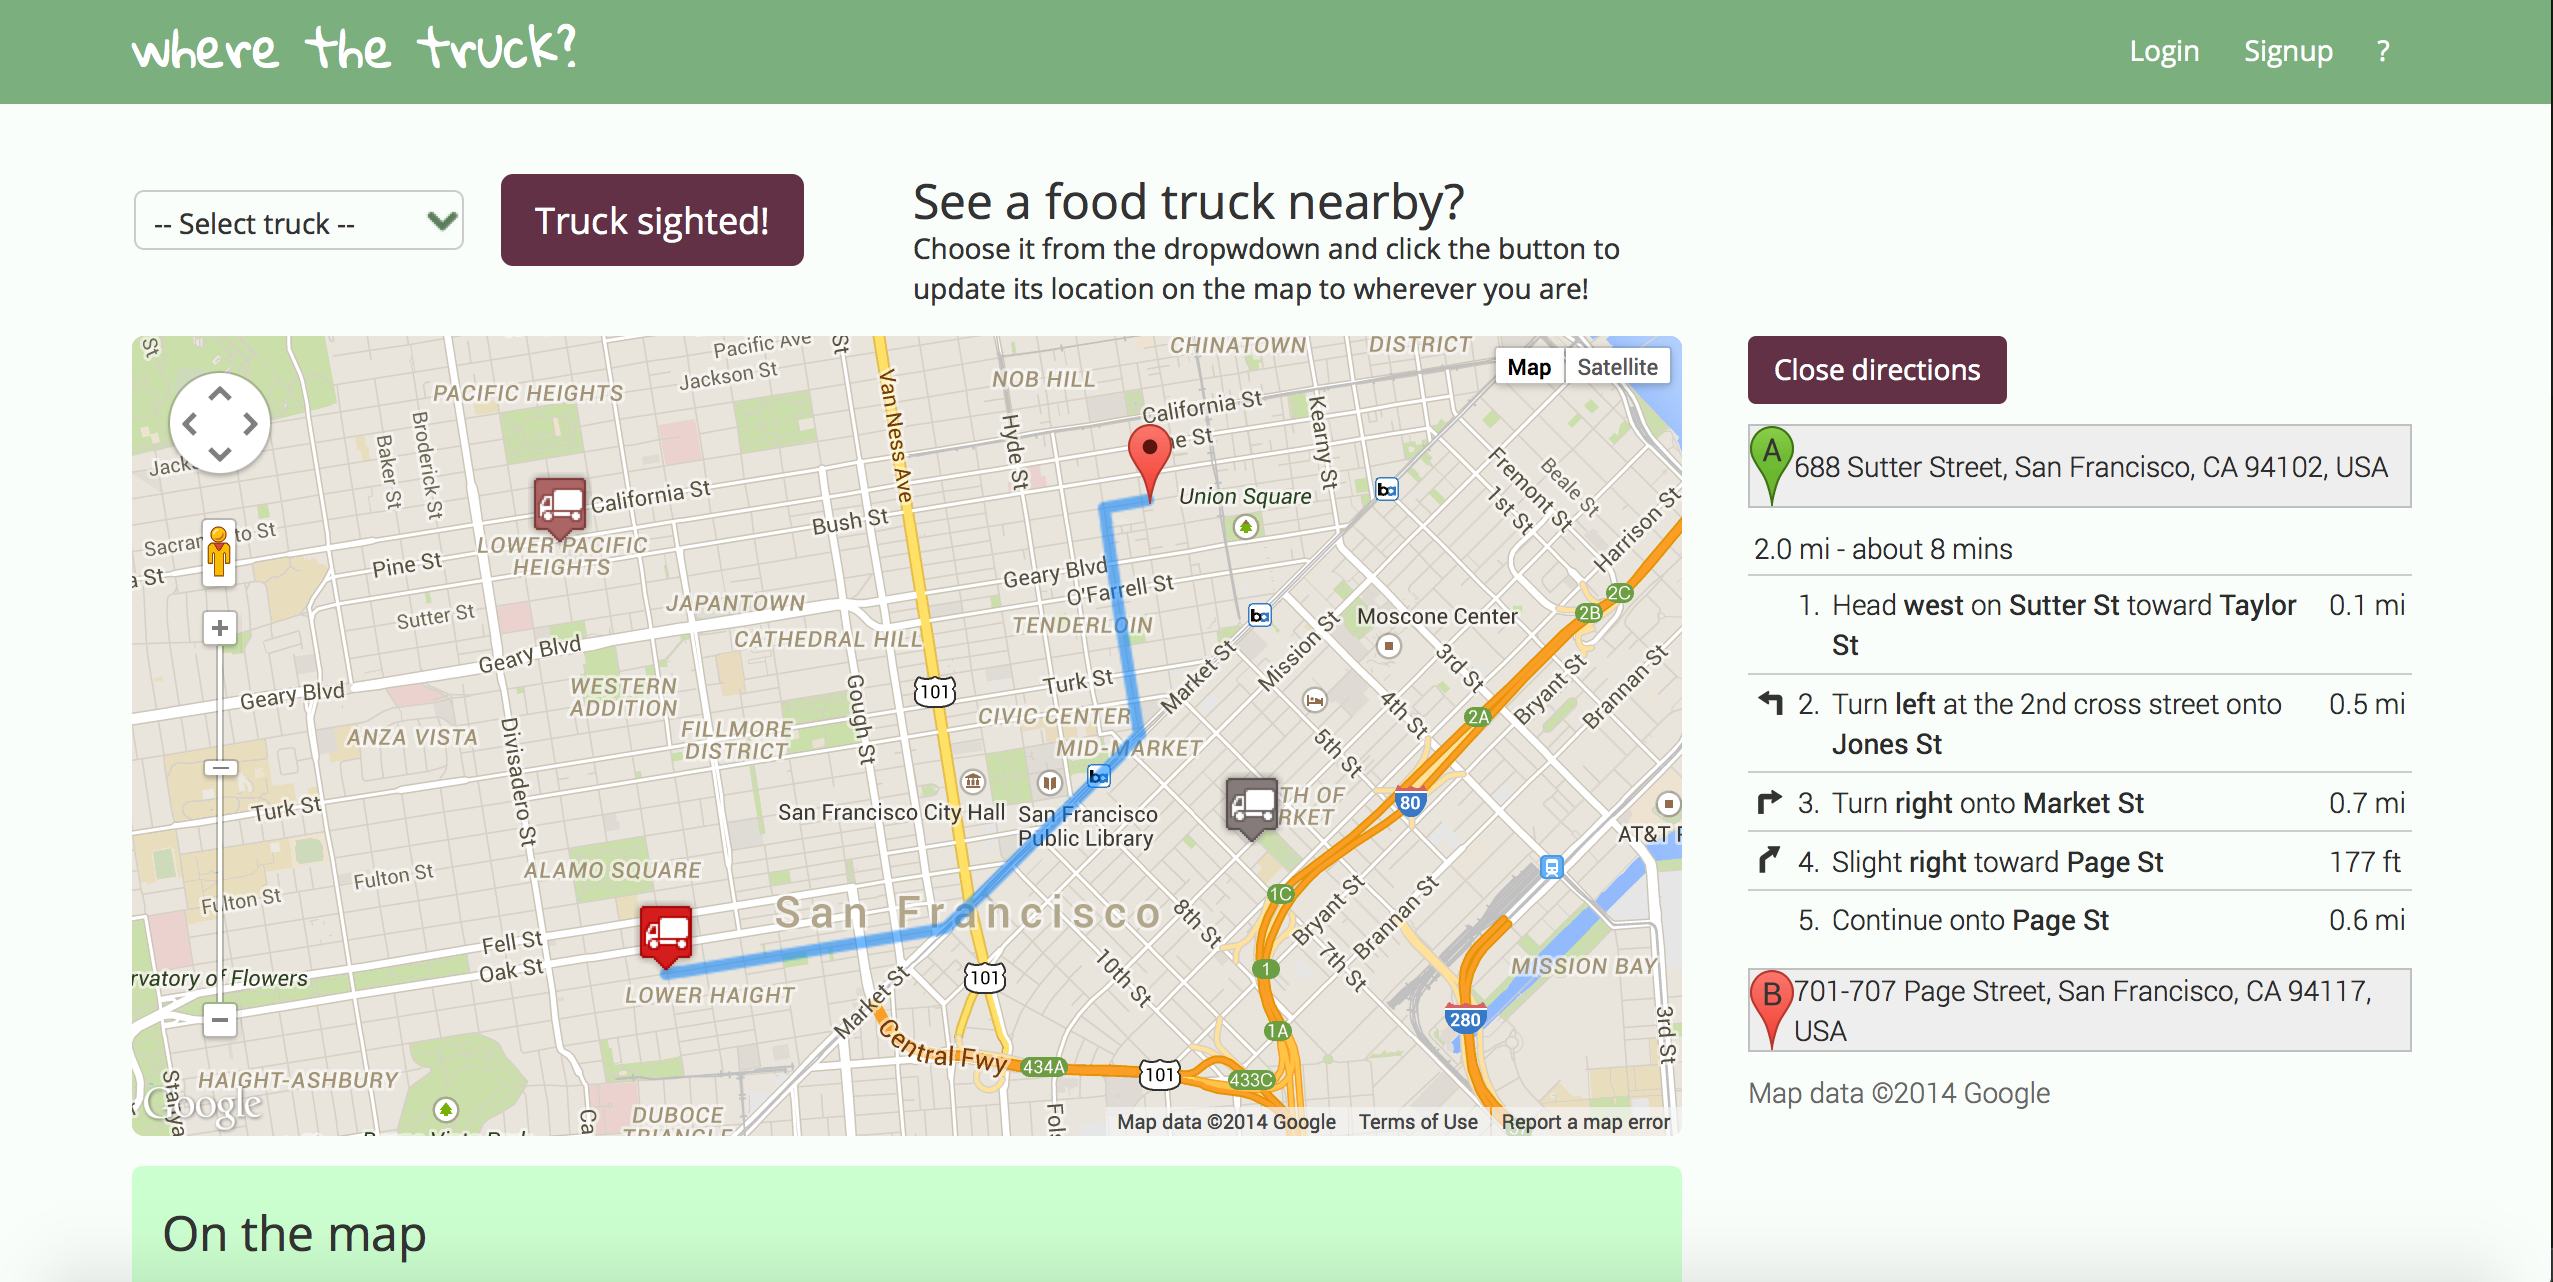 where the truck?
Login Signup ?
-- Select truck --
Truck sighted!
See a food truck nearby?
Choose it from the dropwdown and click the button to
update its location on the map to wherever you are!
St
Pacific Ave
St
CHINATOWN
DISTRICT
Map Satellite
Jackson St
NOB HILL
PACIFIC HEIGHTS
California St
Van Ness Ave
Hyde St
Kearny St
Baker St
Broderick St
Fremont St
Beale St
1st St
Harrison St
California St
Union Square
Bush St
to St
LOWER PACIFIC
HEIGHTS
Pine St
a St
Geary Blvd
O'Farrell St
2C
2B
JAPANTOWN
Sutter St
CATHEDRAL HILL
TENDERLOIN
Moscone Center
Geary Blvd
Market St
Mission St
3rd St
Bryant St
Brannan St
WESTERN
ADDITION
Turk St
Geary Blvd
101
Gough St
4th St
2A
CIVIC CENTER
FILLMORE
DISTRICT
ANZA VISTA
Divisadero St
MID-MARKET
5th St
Turk St
San Francisco City Hall
San Francisco
Public Library
TH OF
RKET
80
AT&T
ALAMO SQUARE
Fulton St
Fulton St
1C
San Francisco
8th St
Bryant St
Brannan St
7th St
Fell St
Oak St
rvatory of Flowers
LOWER HAIGHT
Market St
101
10th St
1
MISSION BAY
280
3rd St
Central Fwy
434A
101
1A
433C
HAIGHT-ASHBURY
Google
DUBOCE
TRIANGLE
Map data ©2014 Google Terms of Use Report a map error
Close directions
A 688 Sutter Street, San Francisco, CA 94102, USA
2.0 mi - about 8 mins
1. Head west on Sutter St toward Taylor 0.1 mi
St
2. Turn left at the 2nd cross street onto 0.5 mi
Jones St
3. Turn right onto Market St 0.7 mi
4. Slight right toward Page St 177 ft
5. Continue onto Page St 0.6 mi
B 701-707 Page Street, San Francisco, CA 94117,
USA
Map data ©2014 Google
On the map